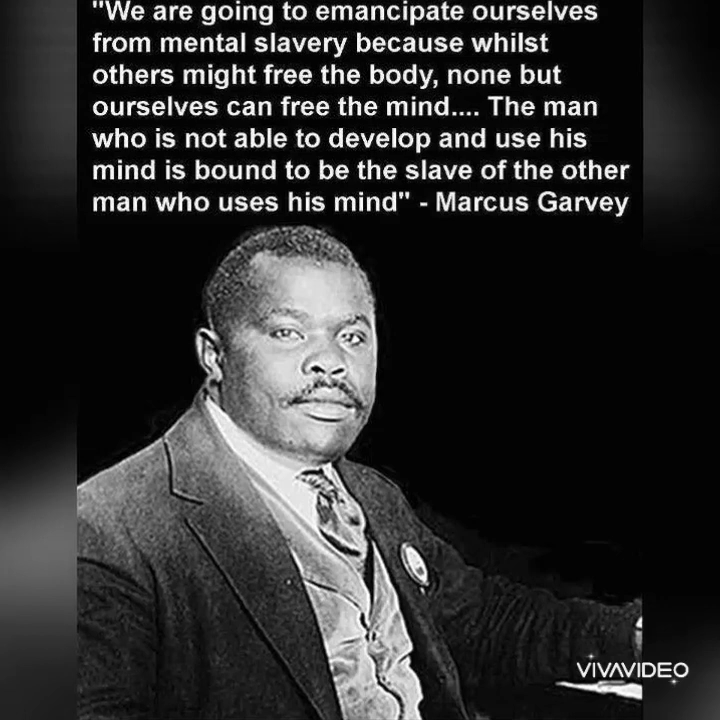 "We are going to emancipate ourselves
from mental slavery because whilst
others might free the body, none but
ourselves can free the mind.... The man
who is not able to develop and use his
mind is bound to be the slave of the other
man who uses his mind" - Marcus Garvey
VIVAVIDEO